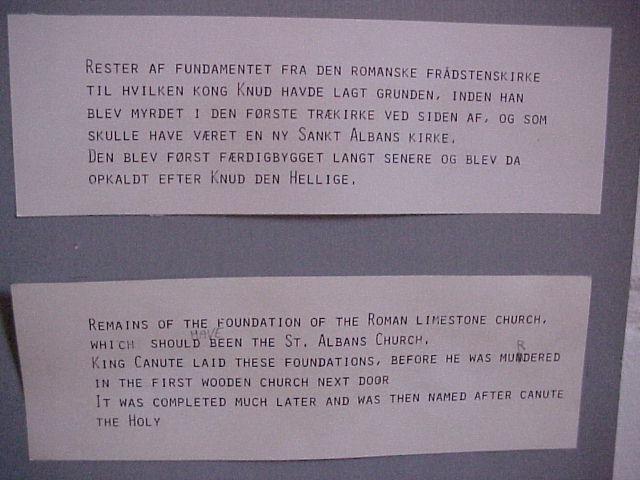 RESTER AF FUNDAMENTET FRA DEN ROMANSKE FRÅDSTENSKIRKE
TIL HVILKEN KONG KNUD HAVDE LAGT GRUNDEN, INDEN HAN
BLEV MYRDET I DEN FØRSTE TRÆKIRKE VED SIDEN AF, OG SOM
SKULLE HAVE VÆRET EN NY SANKT ALBANS KIRKE.
DEN BLEV FØRST FÆRDIGBYGGET LANGT SENERE OG BLEV DA
OPKALDT EFTER KNUD DEN HELLIGE.
REMAINS OF THE FOUNDATION OF THE ROMAN LIMESTONE CHURCH,
HAVE
WHICH SHOULD BEEN THE ST. ALBANS CHURCH.
R
KING CANUTE LAID THESE FOUNDATIONS, BEFORE HE WAS MUNDERED
IN THE FIRST WOODEN CHURCH NEXT DOOR
IT WAS COMPLETED MUCH LATER AND WAS THEN NAMED AFTER CANUTE
THE HOLY